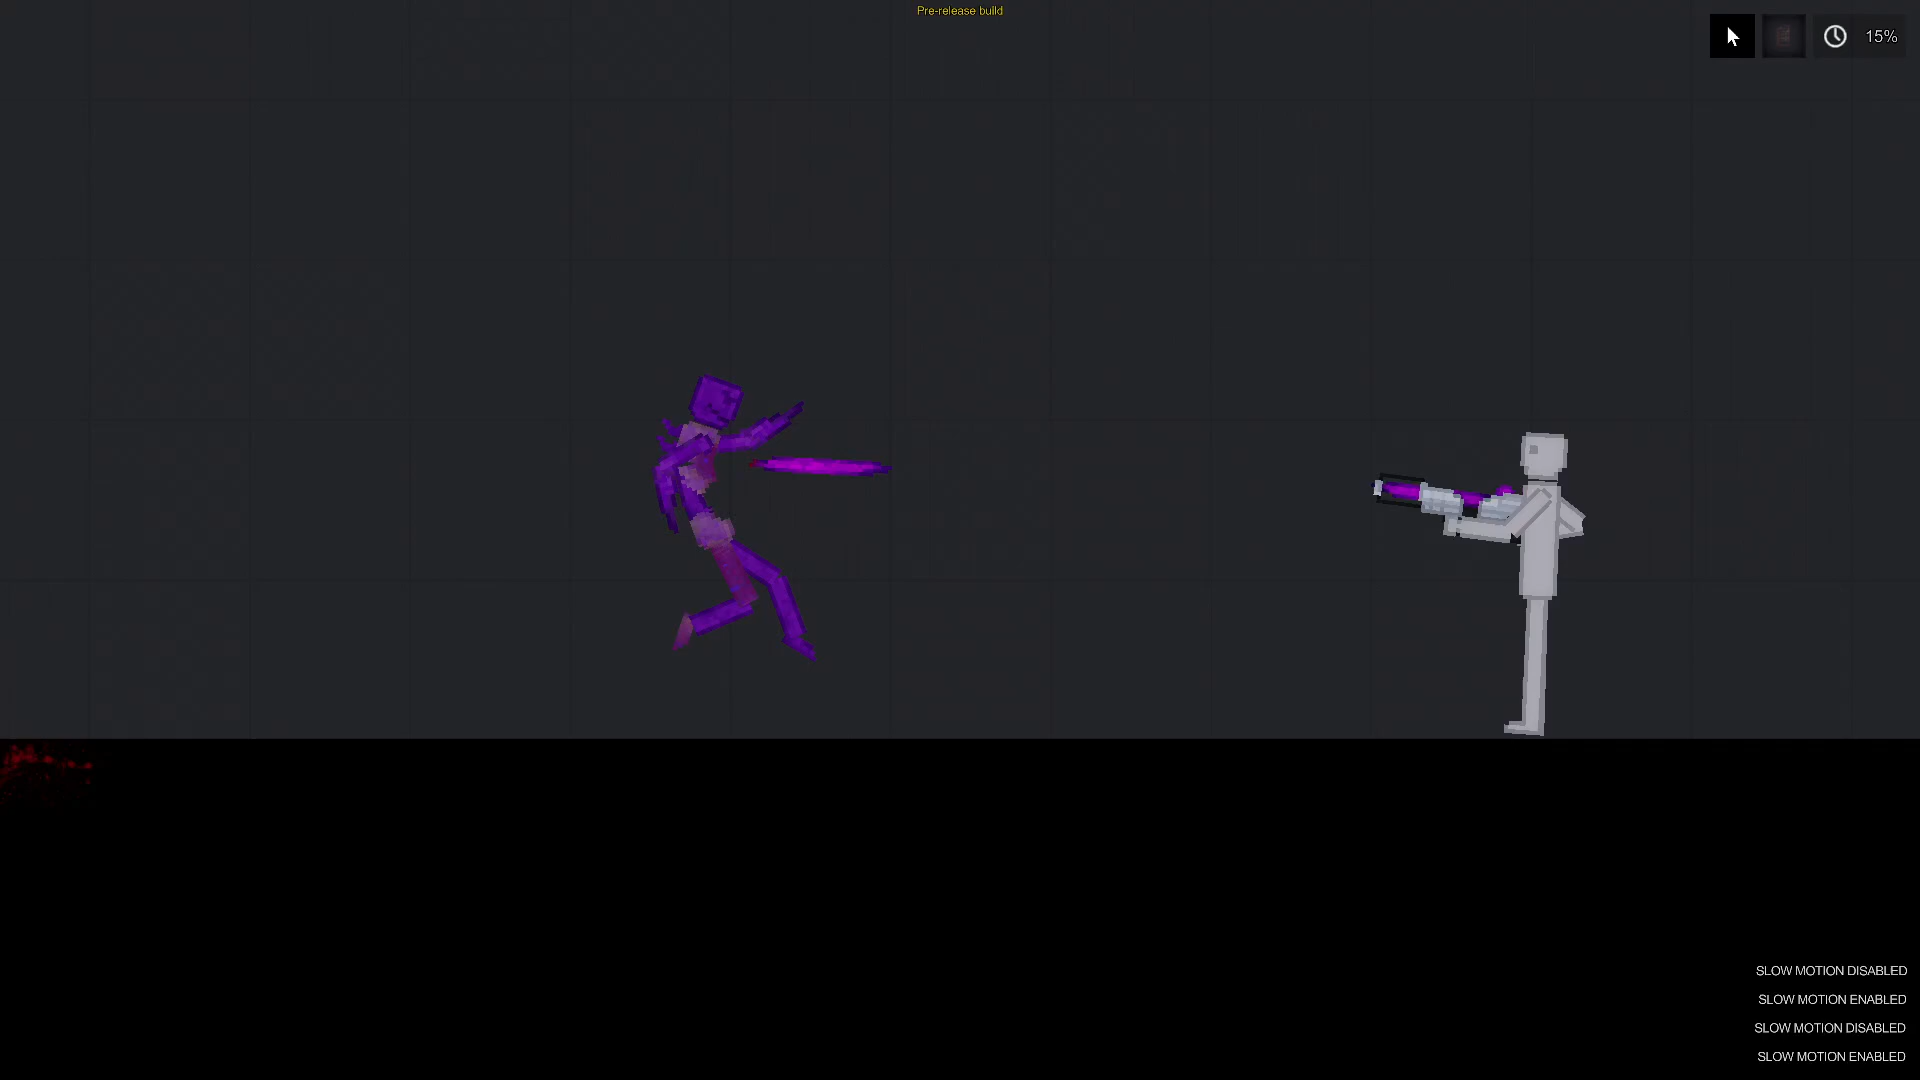 Pre-release build
15%
SLOW MOTION DISABLED
SLOW MOTION ENABLED
SLOW MOTION DISABLED
SLOW MOTION ENABLED